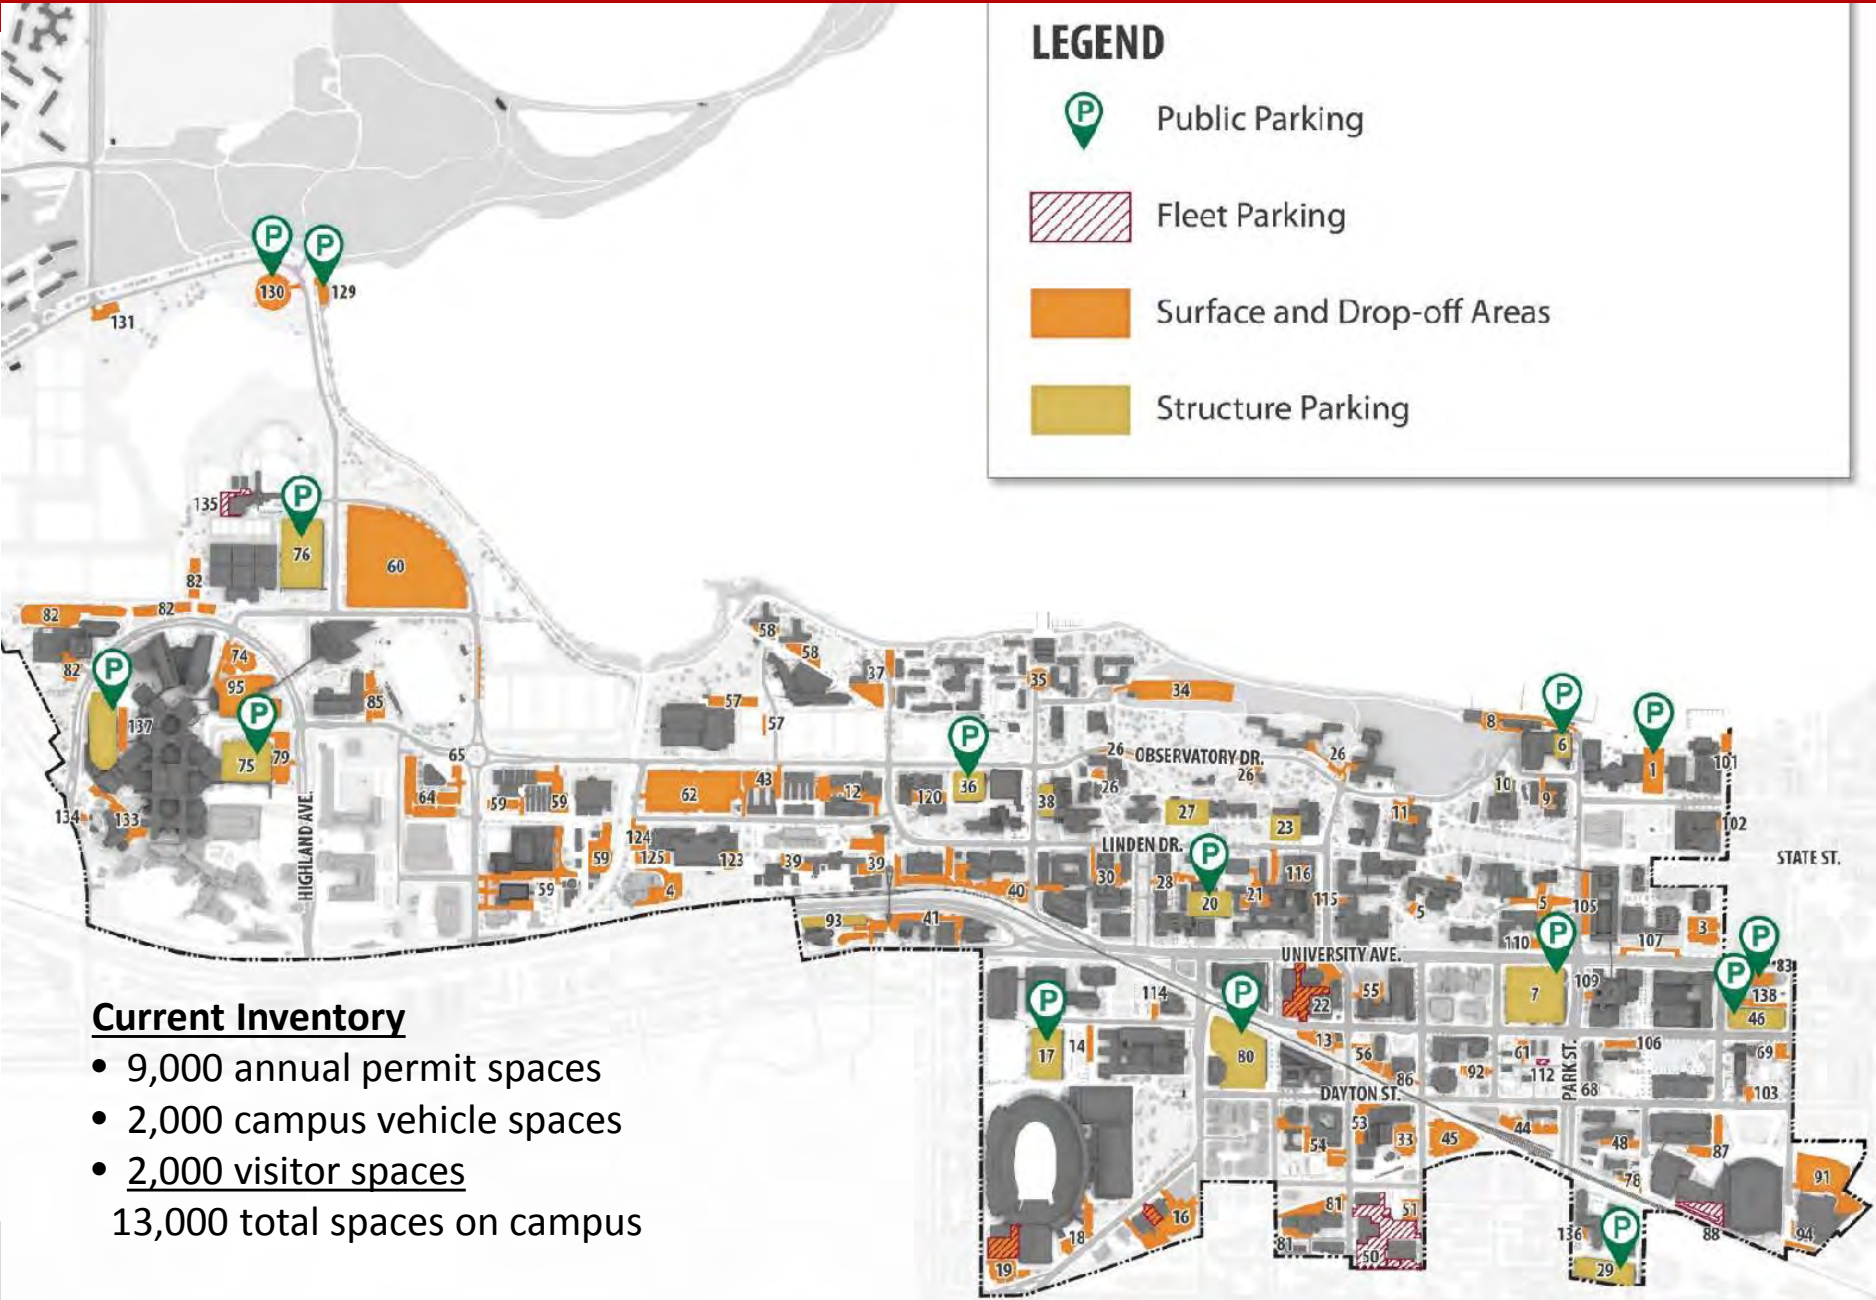 LEGEND
P Public Parking
Fleet Parking
Surface and Drop-off Areas
Structure Parking
P P
130 129
131
P
135
76
60
82
82 82
58
74 58
82 P 37
95 35 34
P 85 57 P P
137 57 8
P 6
65 26 OBSERVATORY DR. 26 101
75 79 36 26 1
43 26
64 59 59 62 12 120 38 10 9
134 133 27 11
HIGHLAND AVE. 124 23 102
LINDEN DR. P
59 125 123 39 39 STATE ST.
59 4 40 30 28 21 116
20 115 5 5 105
93 41 P 3 P
110 107
UNIVERSITY AVE. P 83
55 109 138
P 114 P 22 7 46
Current Inventory
• 9,000 annual permit spaces
• 2,000 campus vehicle spaces
• 2,000 visitor spaces
13,000 total spaces on campus
17 14 80 13 56 61 PARK ST. 106 69
86 92 112 68
DAYTON ST. 103
53 44
54 33 45 48 87
78 91
81 51
16
18 136 P 88 94
81 50
19 29